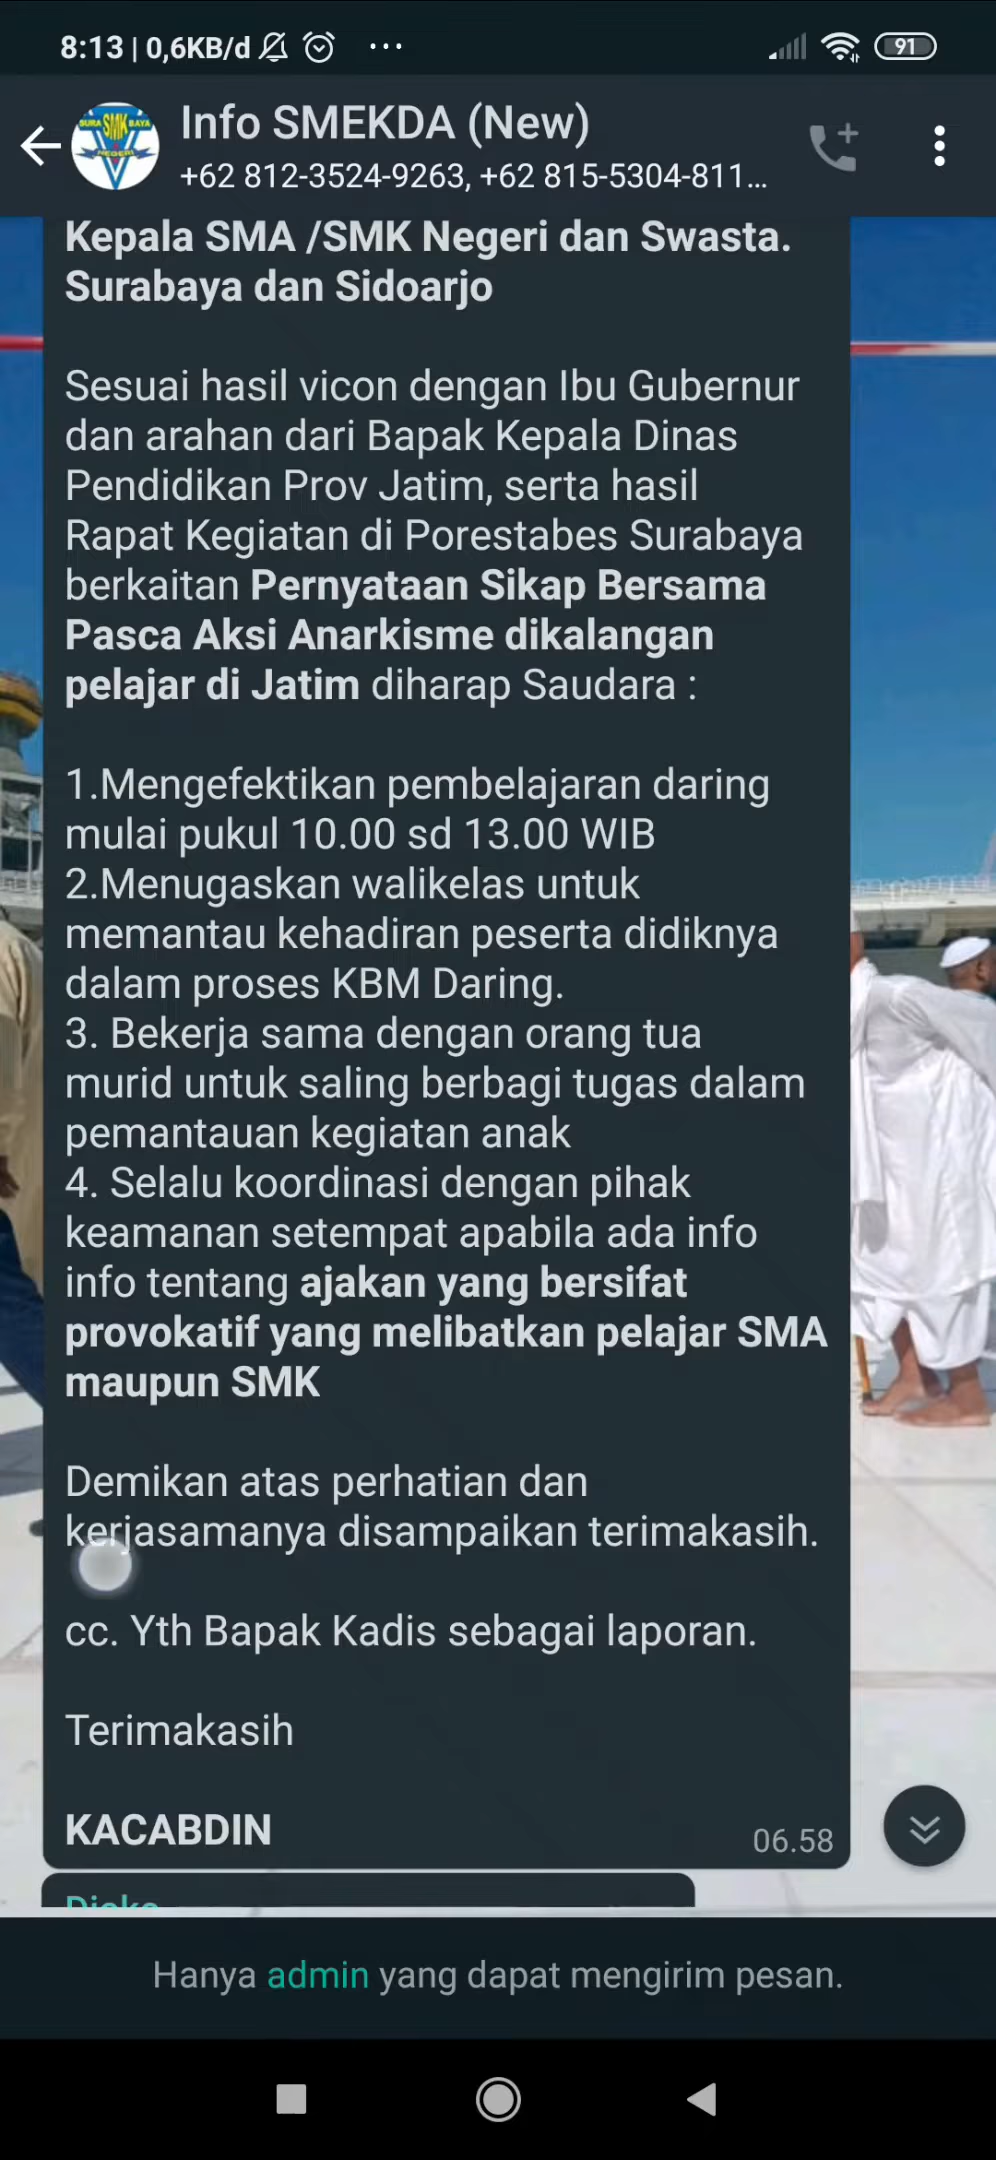 8:13 | 0,6KB/d ...
91
Info SMEKDA (New)
+62 812-3524-9263, +62 815-5304-811...
SURA SMK BAYA
NEGERI
Kepala SMA /SMK Negeri dan Swasta.
Surabaya dan Sidoarjo
Sesuai hasil vicon dengan Ibu Gubernur
dan arahan dari Bapak Kepala Dinas
Pendidikan Prov Jatim, serta hasil
Rapat Kegiatan di Porestabes Surabaya
berkaitan Pernyataan Sikap Bersama
Pasca Aksi Anarkisme dikalangan
pelajar di Jatim diharap Saudara :
1.Mengefektikan pembelajaran daring
mulai pukul 10.00 sd 13.00 WIB
2.Menugaskan walikelas untuk
memantau kehadiran peserta didiknya
dalam proses KBM Daring.
3. Bekerja sama dengan orang tua
murid untuk saling berbagi tugas dalam
pemantauan kegiatan anak
4. Selalu koordinasi dengan pihak
keamanan setempat apabila ada info
info tentang ajakan yang bersifat
provokatif yang melibatkan pelajar SMA
maupun SMK
Demikan atas perhatian dan
kerjasamanya disampaikan terimakasih.
cc. Yth Bapak Kadis sebagai laporan.
Terimakasih
KACABDIN
06.58
Hanya admin yang dapat mengirim pesan.